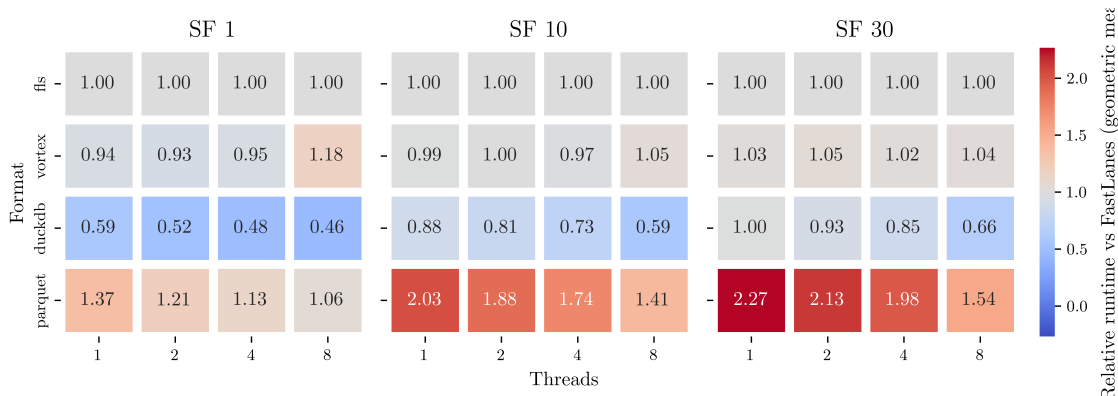 SF 1 SF 10 SF 30
fls 1.00 1.00 1.00 1.00 1.00 1.00 1.00 1.00 1.00 1.00 1.00 1.00
vortex 0.94 0.93 0.95 1.18 0.99 1.00 0.97 1.05 1.03 1.05 1.02 1.04
duckdb 0.59 0.52 0.48 0.46 0.88 0.81 0.73 0.59 1.00 0.93 0.85 0.66
parquet 1.37 1.21 1.13 1.06 2.03 1.88 1.74 1.41 2.27 2.13 1.98 1.54
1 2 4 8 1 2 4 8 1 2 4 8
Threads
Format
2.0
1.5
1.0
0.5
0.0
Relative runtime vs FastLanes (geometric